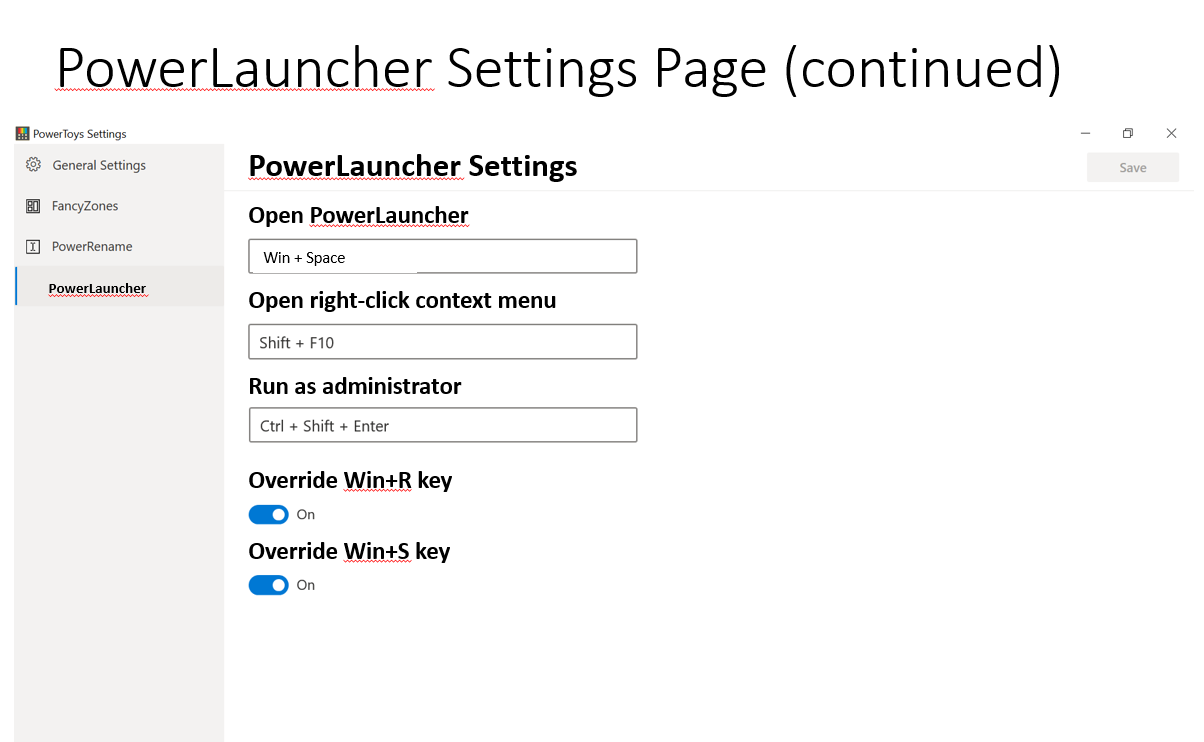 PowerLauncher Settings Page (continued)
PowerToys Settings
General Settings
FancyZones
PowerRename
PowerLauncher
PowerLauncher Settings
Save
Open PowerLauncher
Win + Space
Open right-click context menu
Shift + F10
Run as administrator
Ctrl + Shift + Enter
Override Win+R key
On
Override Win+S key
On